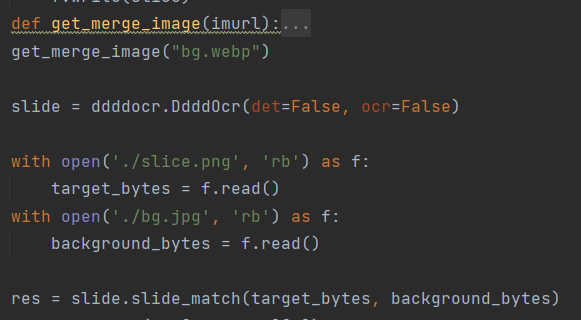 def get_merge_image(imurl):...
get_merge_image("bg.webp")
slide = ddddocr.DdddOcr(det=False, ocr=False)
with open('./slice.png', 'rb') as f:
target_bytes = f.read()
with open('./bg.jpg', 'rb') as f:
background_bytes = f.read()
res = slide.slide_match(target_bytes, background_bytes)